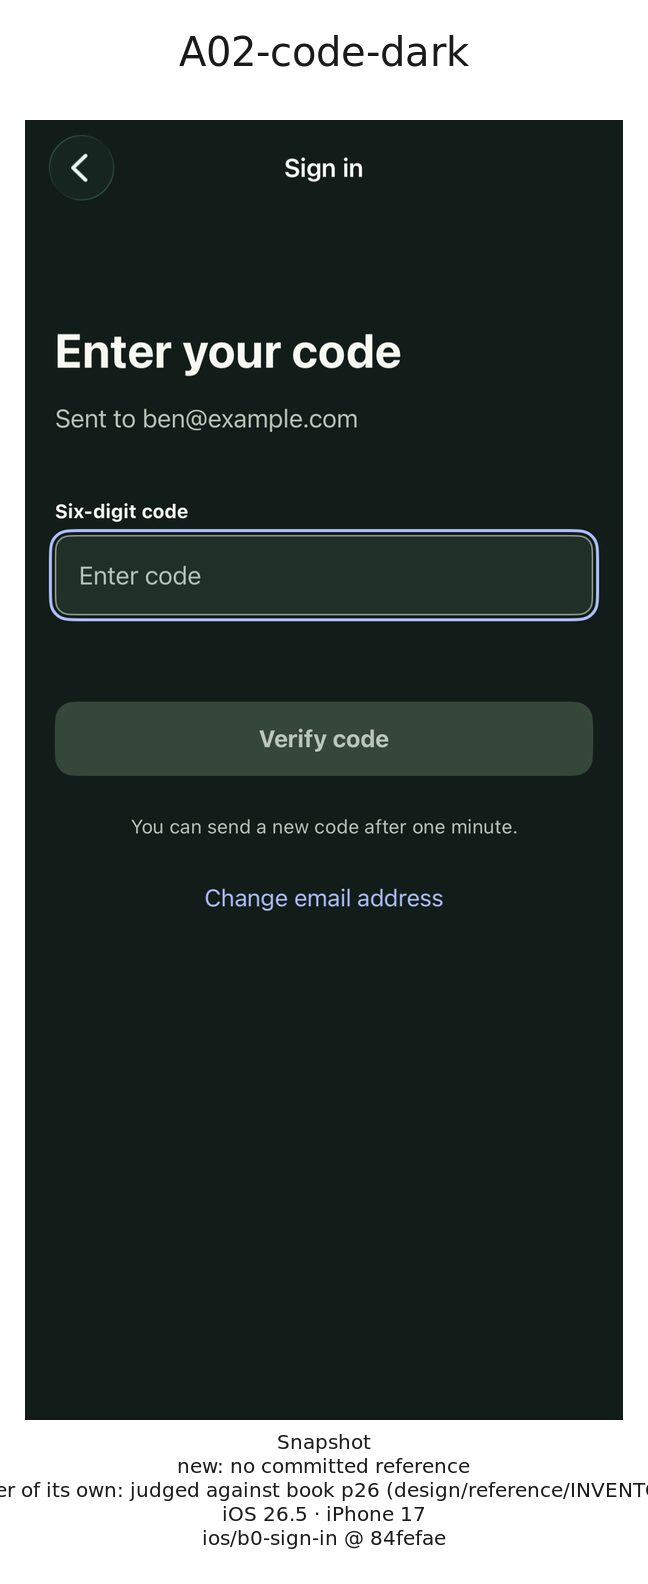 A02-code-dark
Sign in
Enter your code
Sent to ben@example.com
Six-digit code
Enter code
Verify code
You can send a new code after one minute.
Change email address
Snapshot
new: no committed reference
of its own: judged against book p26 (design/reference/
iOS 26.5 · iPhone 17
ios/b0-sign-in @ 84fefae